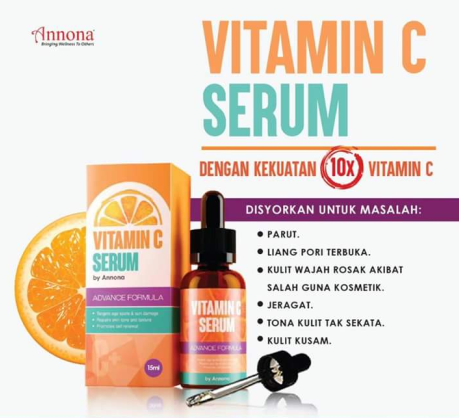 Annona
Bringing Wellness To Others
VITAMIN C
SERUM
DENGAN KEKUATAN 10X VITAMIN C
DISYORKAN UNTUK MASALAH:
PARUT.
LIANG PORI TERBUKA.
KULIT WAJAH ROSAK AKIBAT
SALAH GUNA KOSMETIK.
JERAGAT.
TONA KULIT TAK SEKATA.
KULIT KUSAM.
VITAMIN C
SERUM
by Annona
ADVANCE FORMULA
15ml
VITAMIN C
SERUM
ADVANCE FORMULA
by Annona